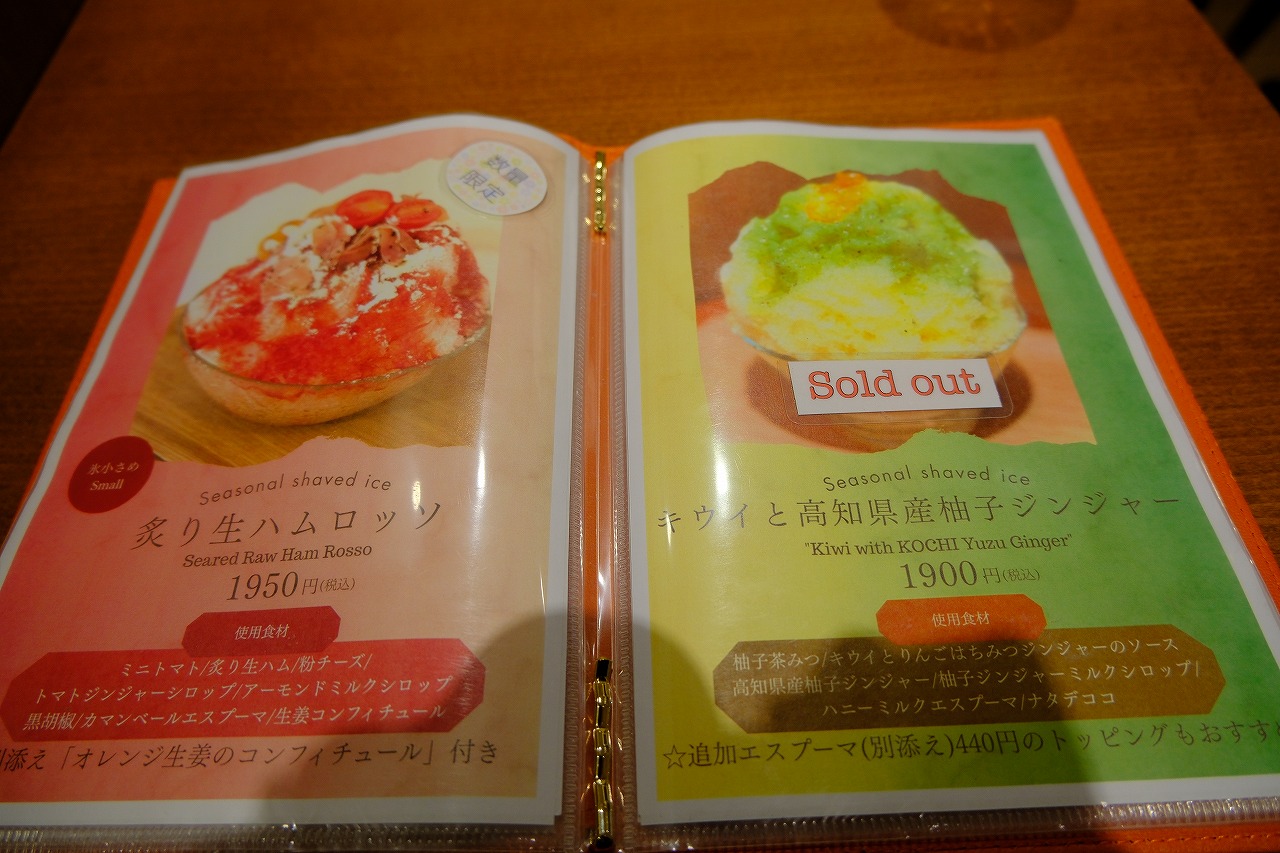 数量
限定
氷小さめ
Small
Seasonal shaved ice
炙り生ハムロッソ
Seared Raw Ham Rosso
1950円(税込)
使用食材
ミニトマト/炙り生ハム/粉チーズ/
トマトジンジャーシロップ/アーモンドミルクシロップ
黒胡椒/カマンベールエスプーマ/生姜コンフィチュール
添え「オレンジ生姜のコンフィチュール」付き
Sold out
Seasonal shaved ice
キウイと高知県産柚子ジンジャー
"Kiwi with KOCHI Yuzu Ginger"
1900円(税込)
使用食材
柚子茶みつ/キウイとりんごはちみつジンジャーのソース
高知県産柚子ジンジャー/柚子ジンジャーミルクシロップ/
ハニーミルクエスプーマ/ナタデココ
☆追加エスプーマ(別添え)440円のトッピングもおすす